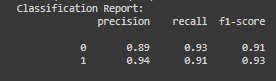 Classification Report:
precision recall f1-score
0 0.89 0.93 0.91
1 0.94 0.91 0.93